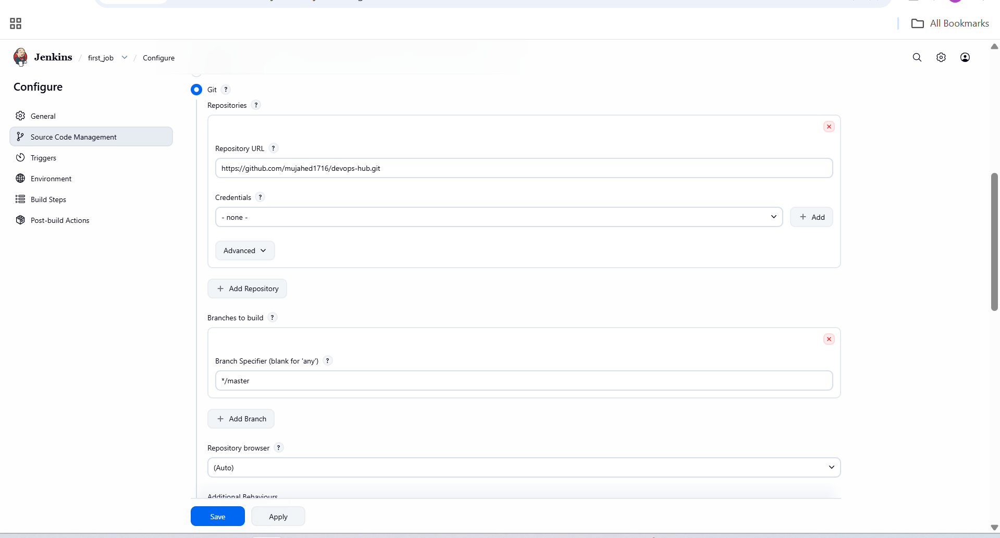 All Bookmarks
Jenkins / first_job / Configure
Configure
General
Source Code Management
Triggers
Environment
Build Steps
Post-build Actions
Git ?
Repositories ?
Repository URL ?
https://github.com/mujahed1716/devops-hub.git
Credentials ?
- none -
+ Add
Advanced
+ Add Repository
Branches to build ?
Branch Specifier (blank for 'any') ?
*/master
+ Add Branch
Repository browser ?
(Auto)
Additional Behaviours
Save
Apply